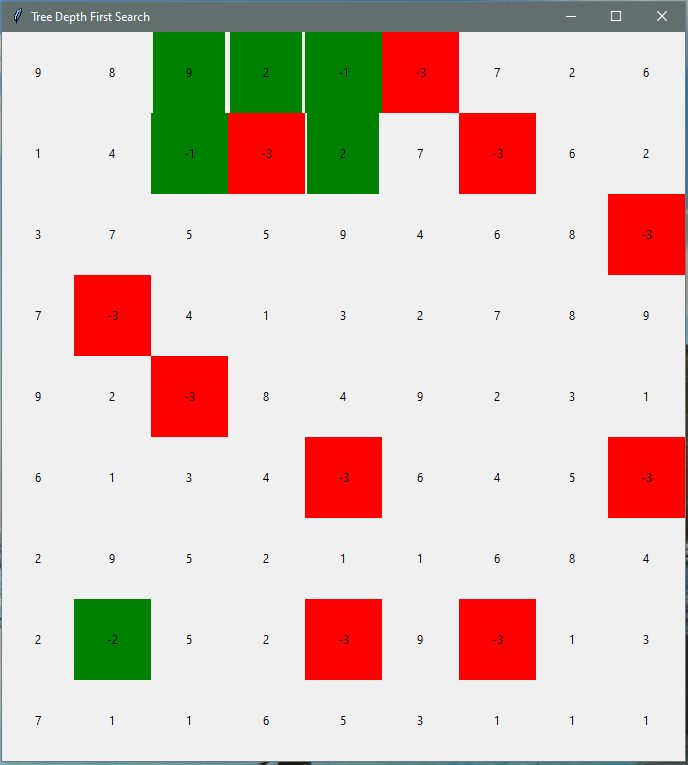 Tree Depth First Search
9 8 9 2 -1 -3 7 2 6
1 4 -1 -3 2 7 -3 6 2
3 7 5 5 9 4 6 8 -3
7 -3 4 1 3 2 7 8 9
9 2 -3 8 4 9 2 3 1
6 1 3 4 -3 6 4 5 -3
2 9 5 2 1 1 6 8 4
2 -2 5 2 -3 9 -3 1 3
7 1 1 6 5 3 1 1 1